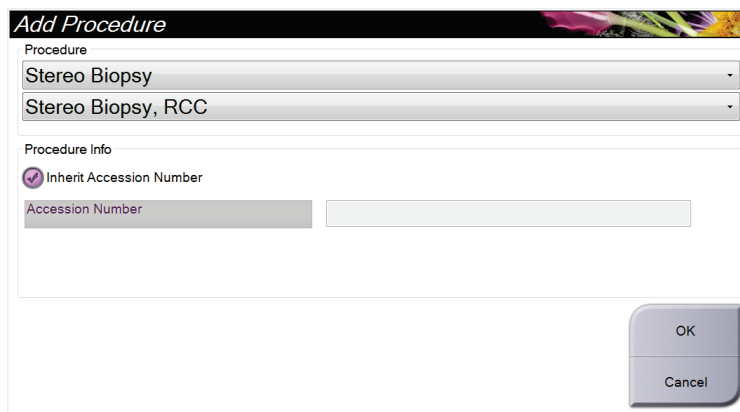 Add Procedure
Procedure
Stereo Biopsy
Stereo Biopsy, RCC
Procedure Info
Inherit Accession Number
Accession Number
OK
Cancel